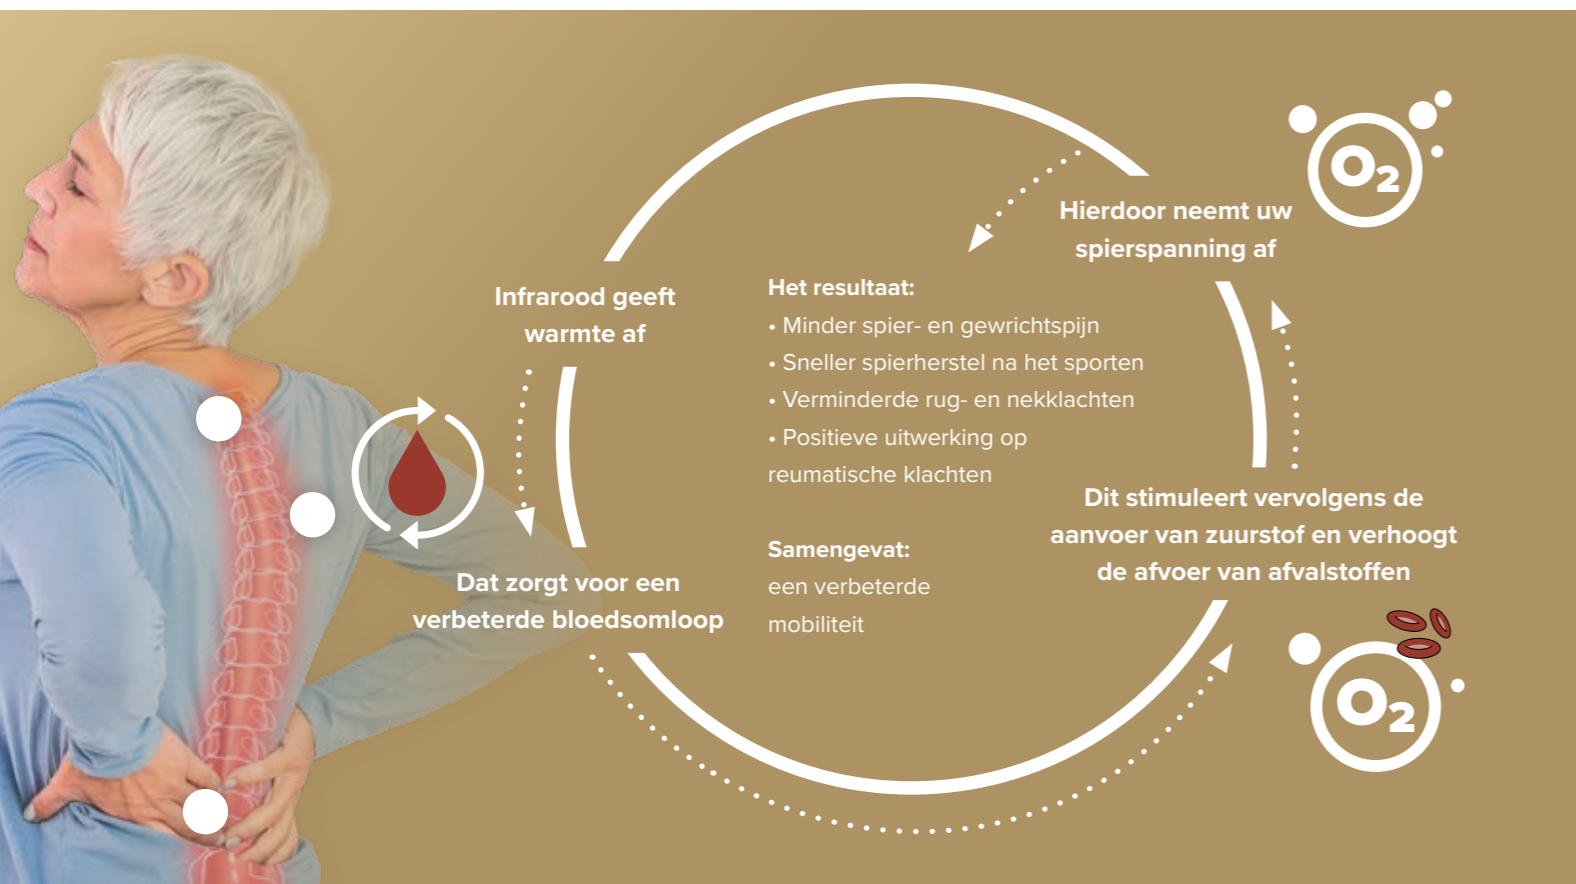 Infrarood geeft
warmte af
Dat zorgt voor een
verbeterde bloedsomloop
Dit stimuleert vervolgens de
aanvoer van zuurstof en verhoogt
de afvoer van afvalstoffen
Hierdoor neemt uw
spierspanning af
Het resultaat:
• Minder spier- en gewrichtspijn
• Sneller spierherstel na het sporten
• Verminderde rug- en nekklachten
• Positieve uitwerking op
reumatische klachten
Samengevat:
een verbeterde
mobiliteit
O₂
O₂